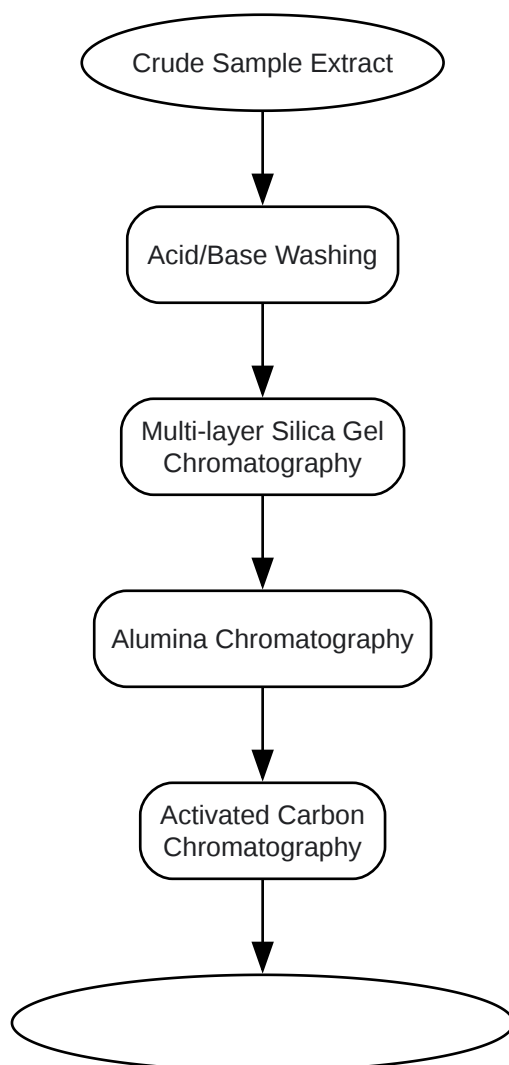 Crude Sample Extract
Acid/Base Washing
Multi-layer Silica Gel
Chromatography
Alumina Chromatography
Activated Carbon
Chromatography